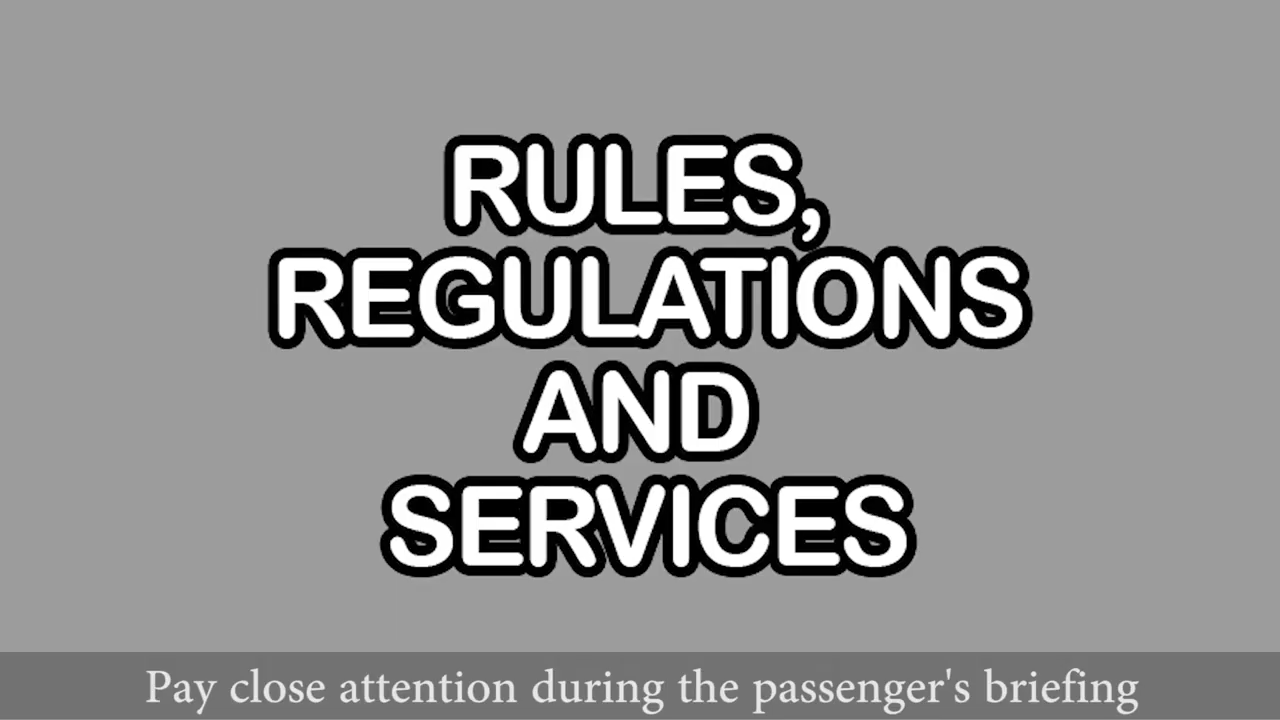 RULES,
REGULATIONS
AND
SERVICES
Pay close attention during the passenger's briefing